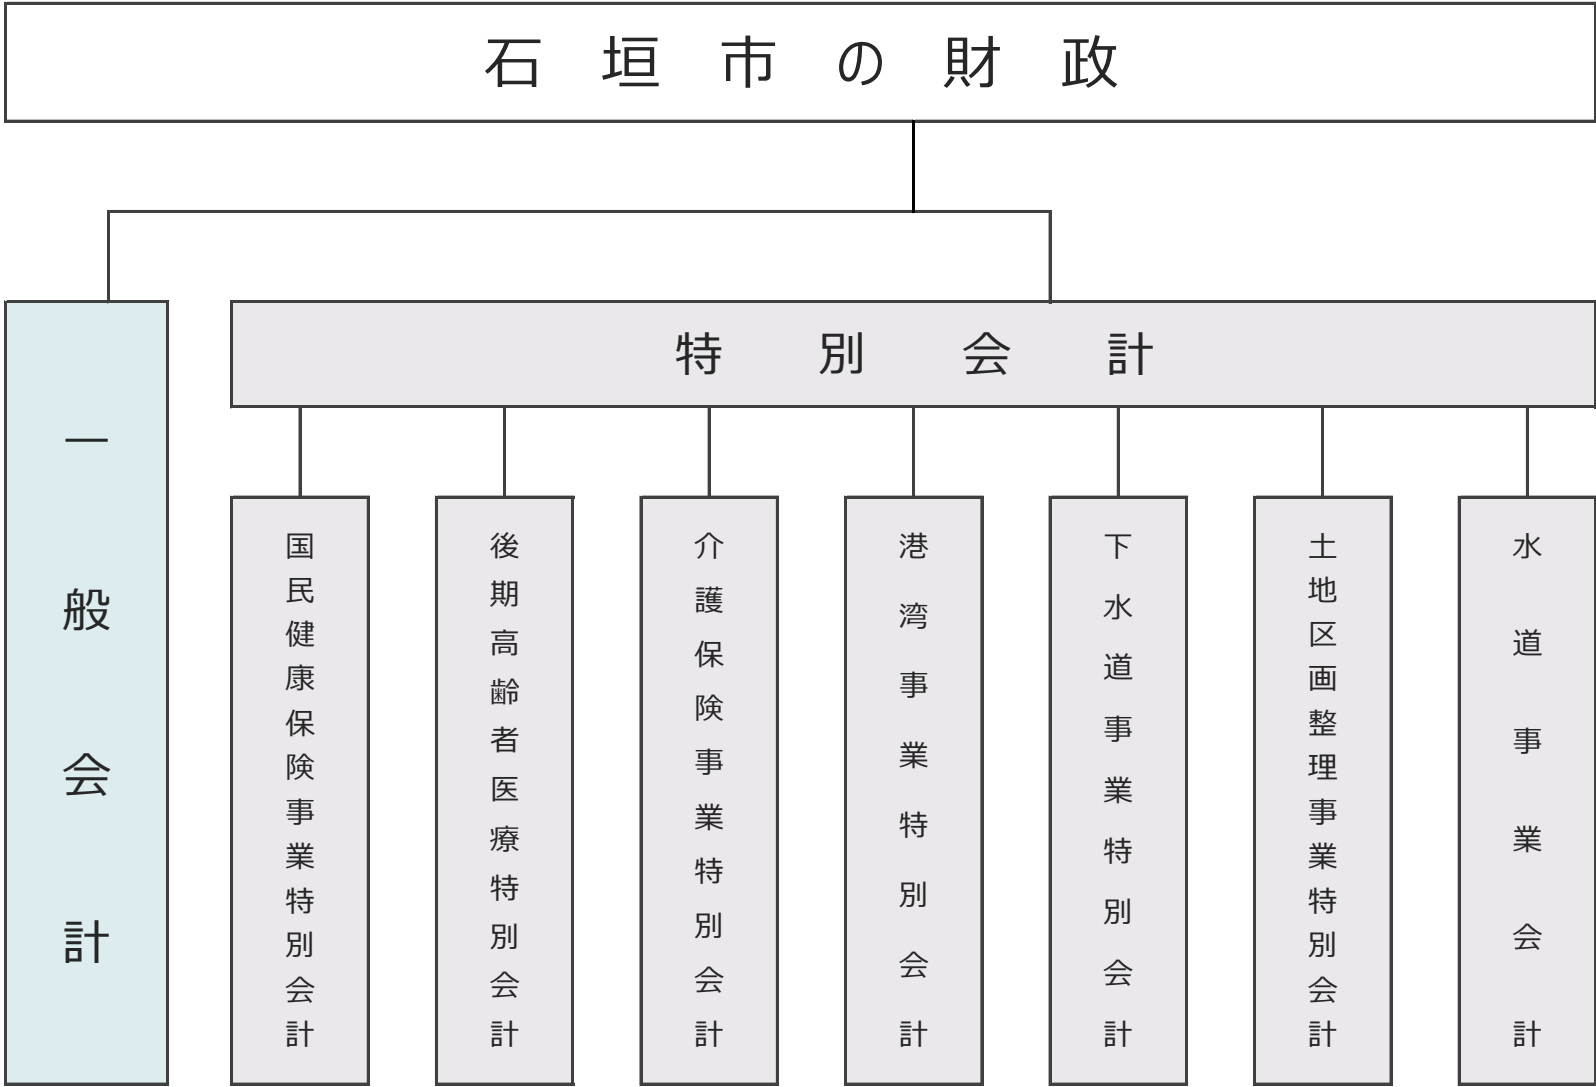 石垣市の財政
特別会計
一般会計
国民健康保険事業特別会計
後期高齢者医療特別会計
介護保険事業特別会計
港湾事業特別会計
下水道事業特別会計
土地区画整理事業特別会計
水道事業会計